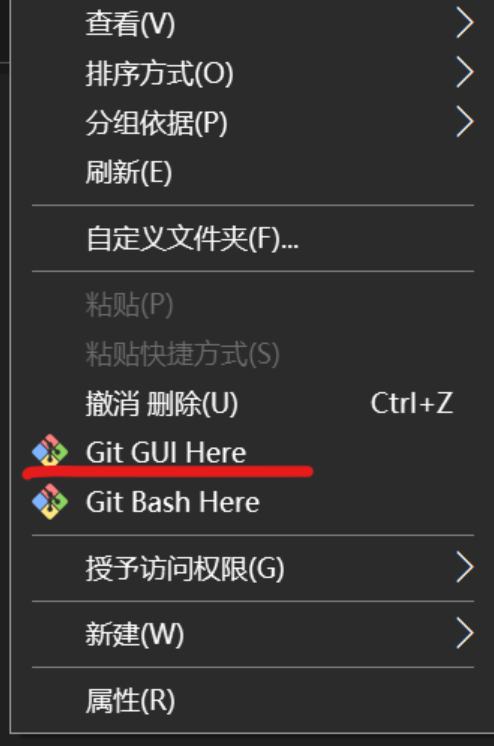 查看(V)
排序方式(O)
分组依据(P)
刷新(E)
自定义文件夹(F)...
粘贴(P)
粘贴快捷方式(S)
撤消 删除(U) Ctrl+Z
Git GUI Here
Git Bash Here
授予访问权限(G)
新建(W)
属性(R)